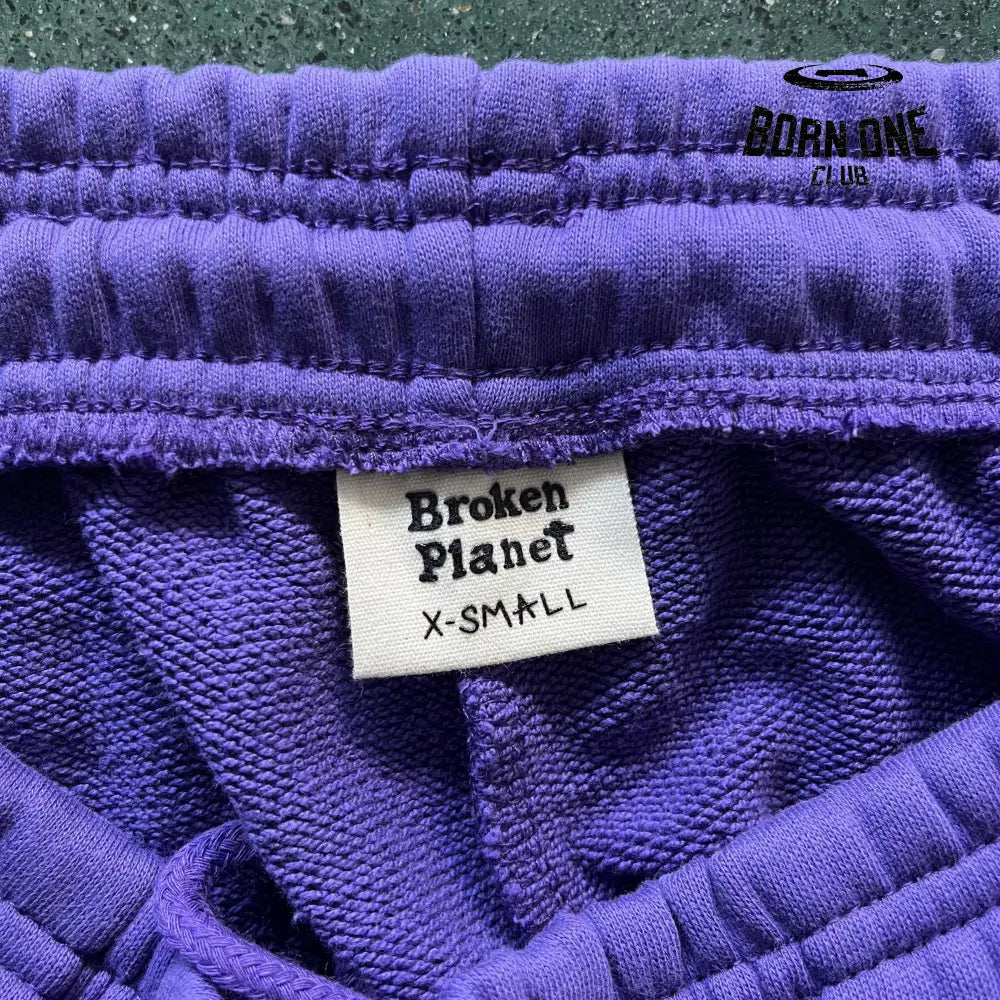 BORN ONE
CLUB
Broken
Planet
X-SMALL